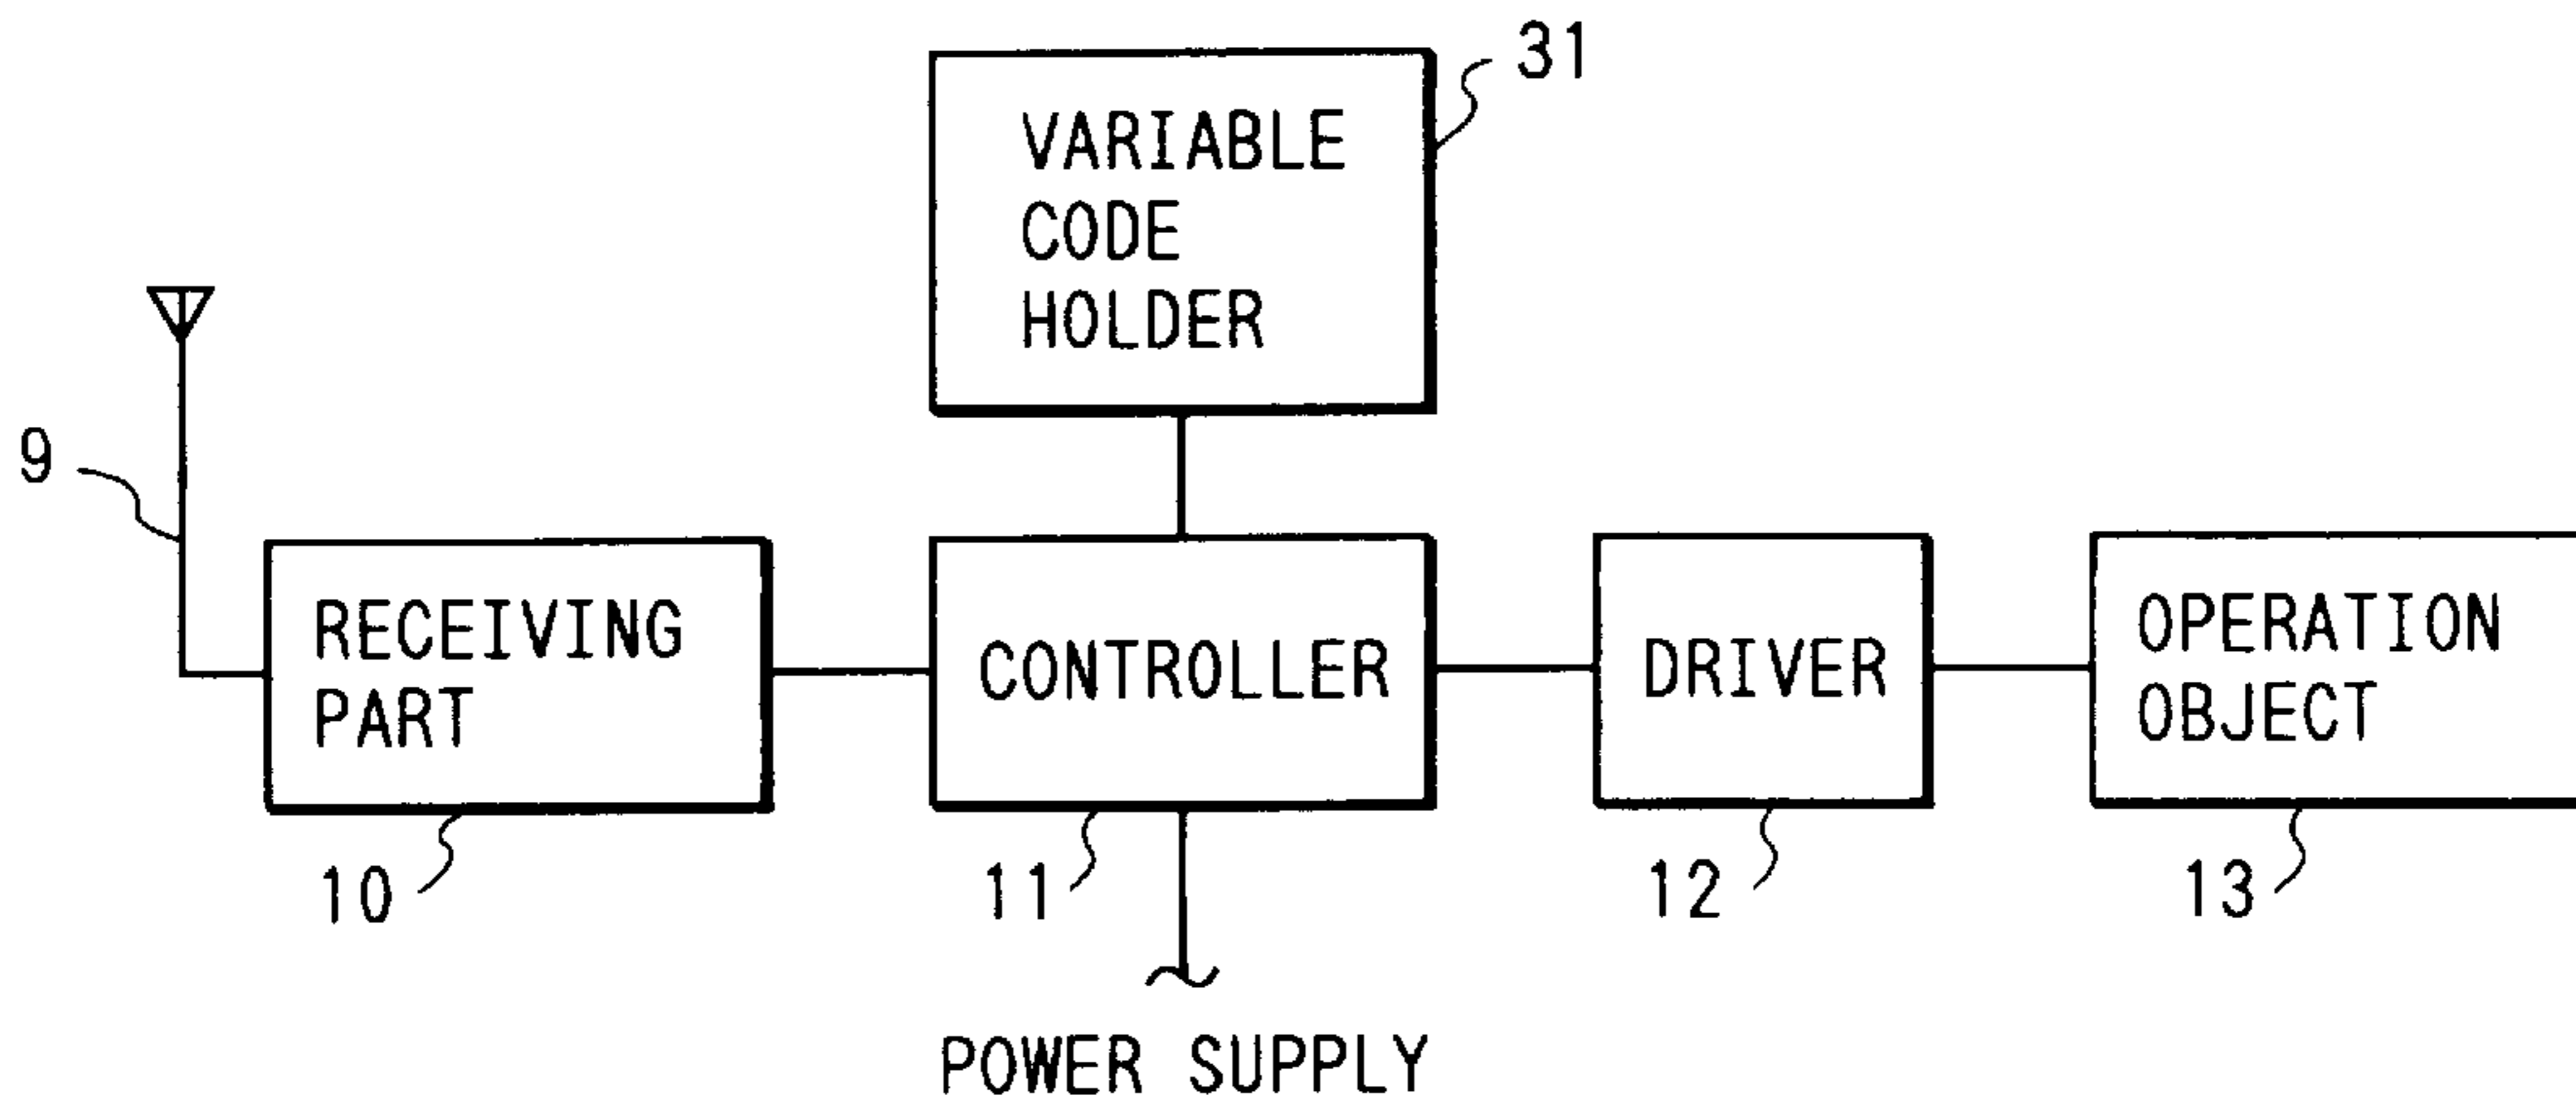 31
VARIABLE
CODE
HOLDER
9
RECEIVING
PART
CONTROLLER
DRIVER
OPERATION
OBJECT
10
11
12
13
POWER SUPPLY